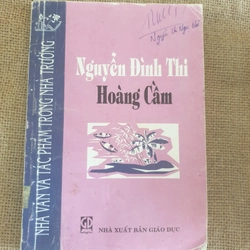 NHÀ VĂN VÀ TÁC PHẨM TRONG NHÀ TRƯỜNG
Nguyễn Đình Thi
Hoàng Cầm
NHÀ XUẤT BẢN GIÁO DỤC